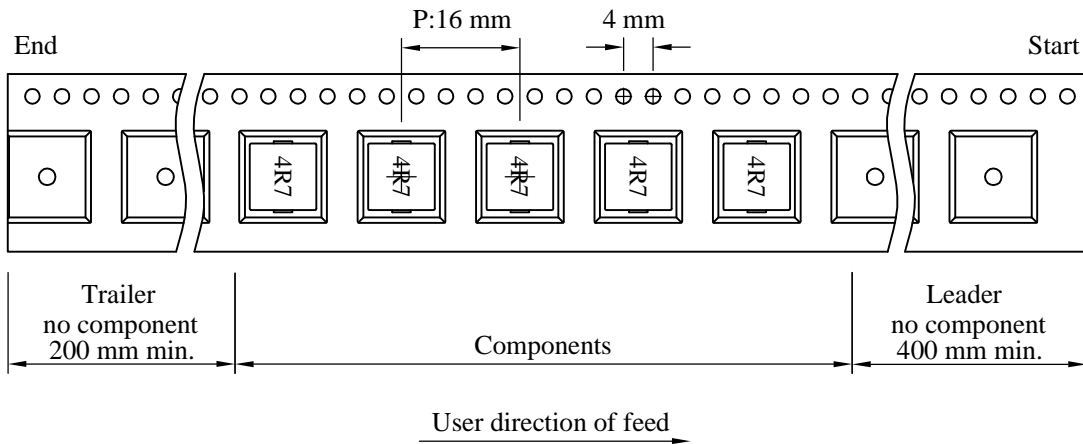 P:16 mm
4 mm
End
Start
4R7
4R7
4R7
4R7
4R7
Trailer
no component
200 mm min.
Components
Leader
no component
400 mm min.
User direction of feed